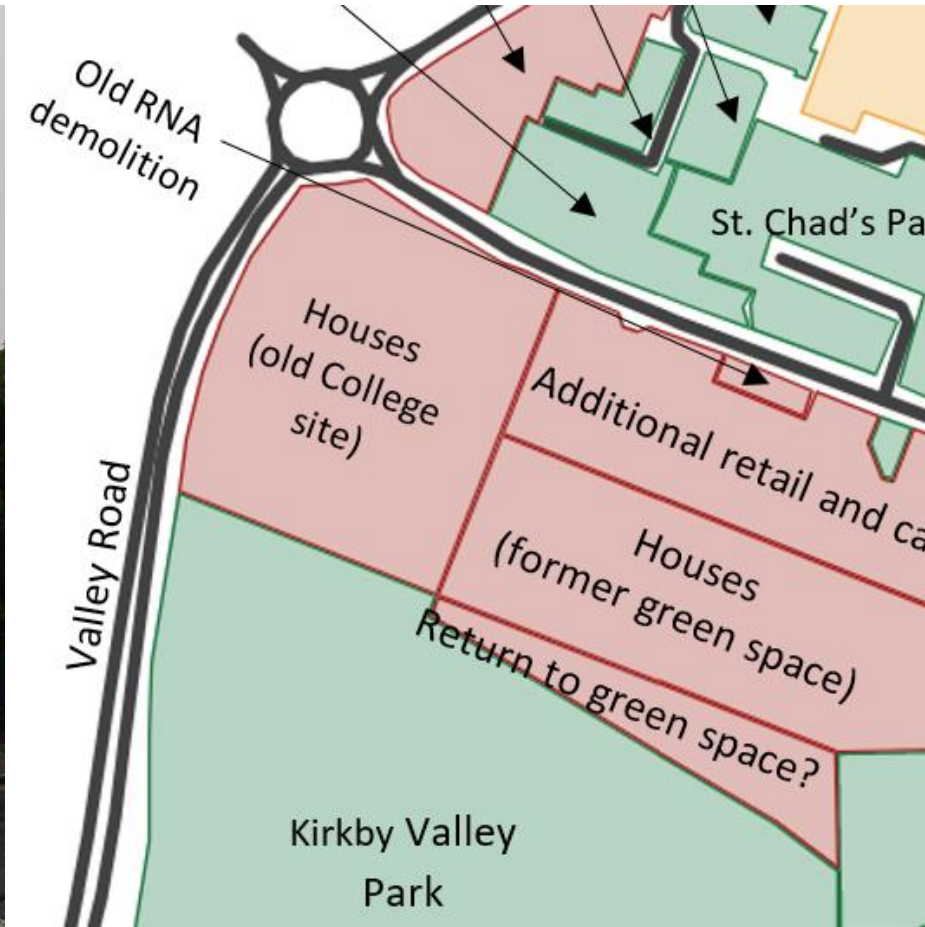 Old RNA
demolition
St. Chad's Pa
Houses
(old College
site)
Additional retail and ca
Houses
(former green space)
Return to green space?
Valley Road
Kirkby Valley
Park